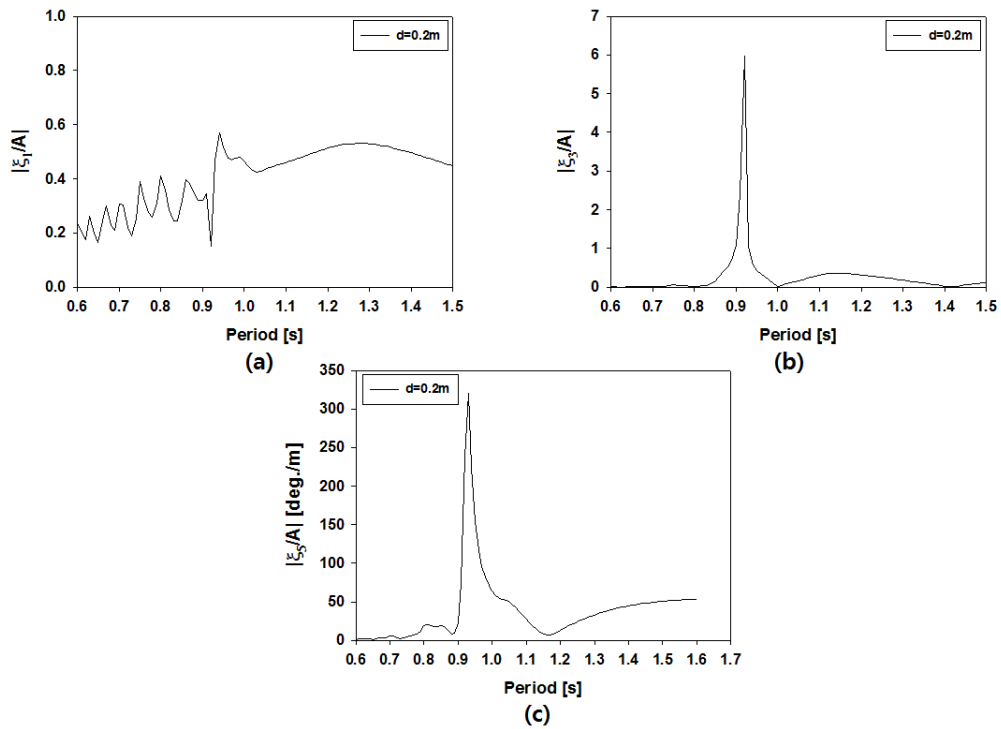 1.0
0.8
0.6
0.4
0.2
0.0
|ξ1/A|
d=0.2m
0.6 0.7 0.8 0.9 1.0 1.1 1.2 1.3 1.4 1.5
Period [s]
(a)
7
6
5
4
3
2
1
0
|ξ3/A|
d=0.2m
0.6 0.7 0.8 0.9 1.0 1.1 1.2 1.3 1.4 1.5
Period [s]
(b)
350
300
250
200
150
100
50
0
|ξ5/A| [deg./m]
d=0.2m
0.6 0.7 0.8 0.9 1.0 1.1 1.2 1.3 1.4 1.5 1.6 1.7
Period [s]
(c)